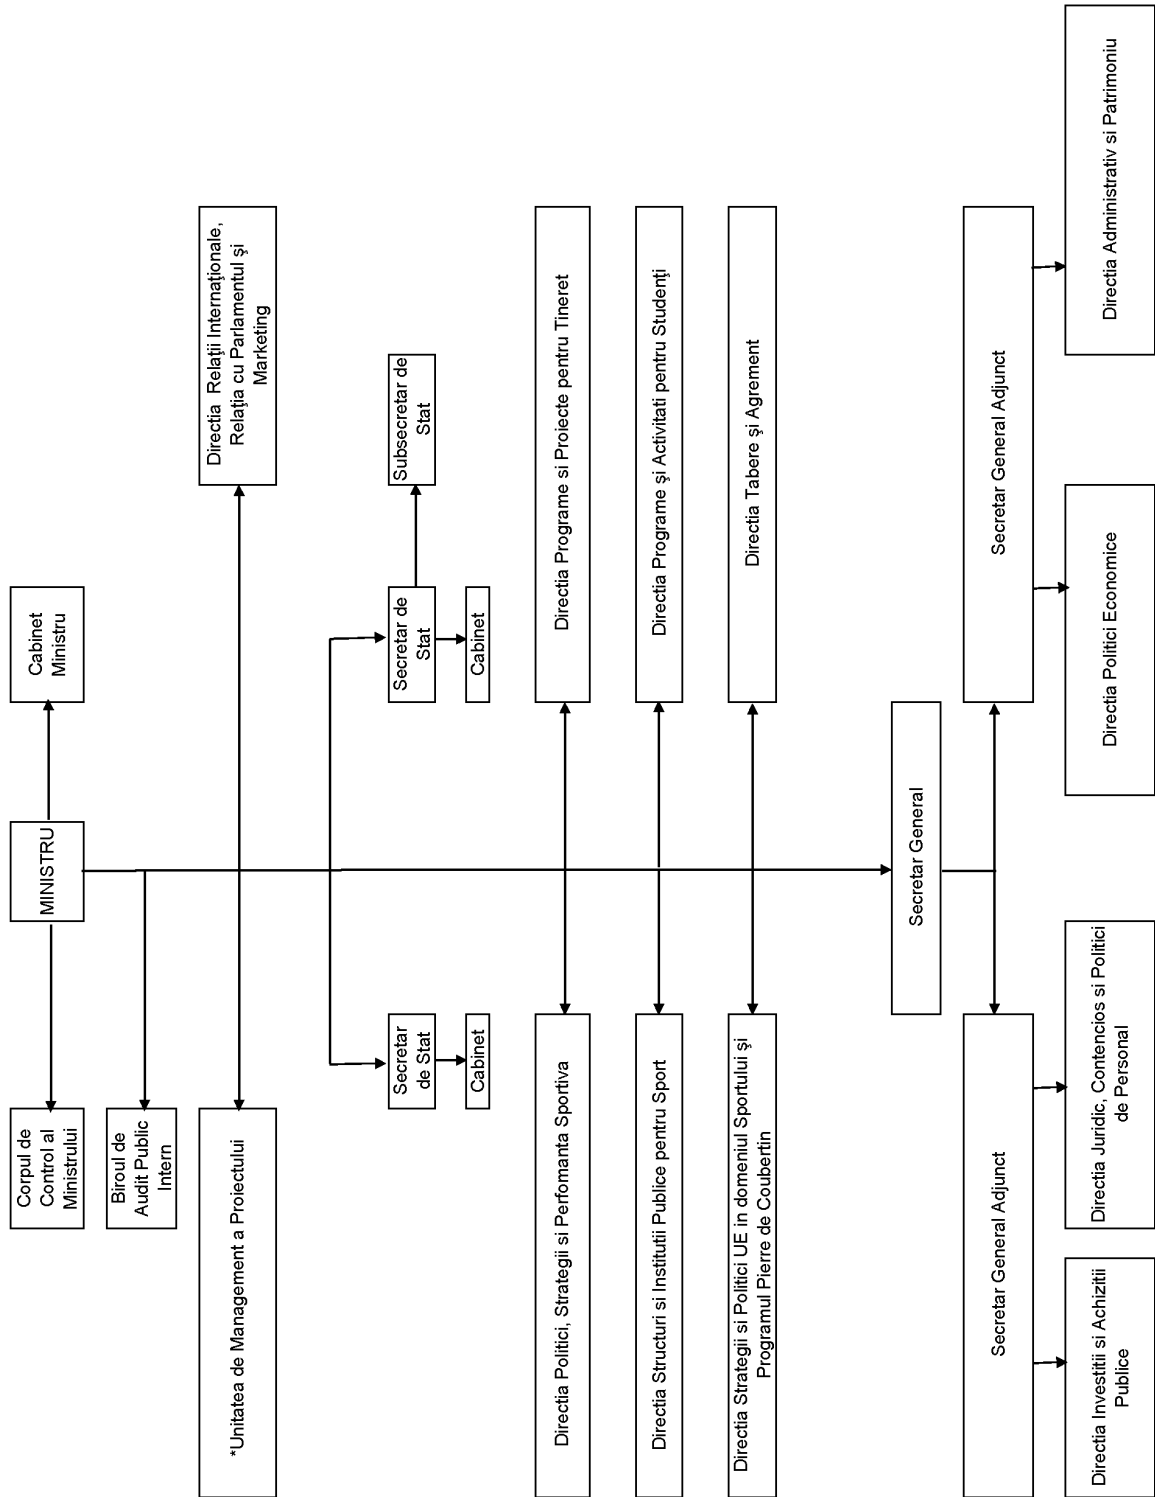 Corpul de
Control al
Ministrului
MINISTRU
Cabinet
Ministru
Biroul de
Audit Public
Intern
*Unitatea de Management a Proiectului
Directia  Relaţii Internaţionale,
Relaţia cu Parlamentul şi
Marketing
Secretar
de Stat
Secretar de
Stat
Subsecretar de
Stat
Cabinet
Cabinet
Directia Politici, Strategii si Perfomanta Sportiva
Directia Programe si Proiecte pentru Tineret
Directia Structuri si Institutii Publice pentru Sport
Directia Programe şi Activitati pentru Studenţi
Directia Strategii si Politici UE in domeniul Sportului şi
Programul Pierre de Coubertin
Directia Tabere şi Agrement
Secretar General
Secretar General Adjunct
Secretar General Adjunct
Directia Investitii si Achizitii
Publice
Directia Juridic, Contencios si Politici
de Personal
Directia Politici Economice
Directia Administrativ si Patrimoniu